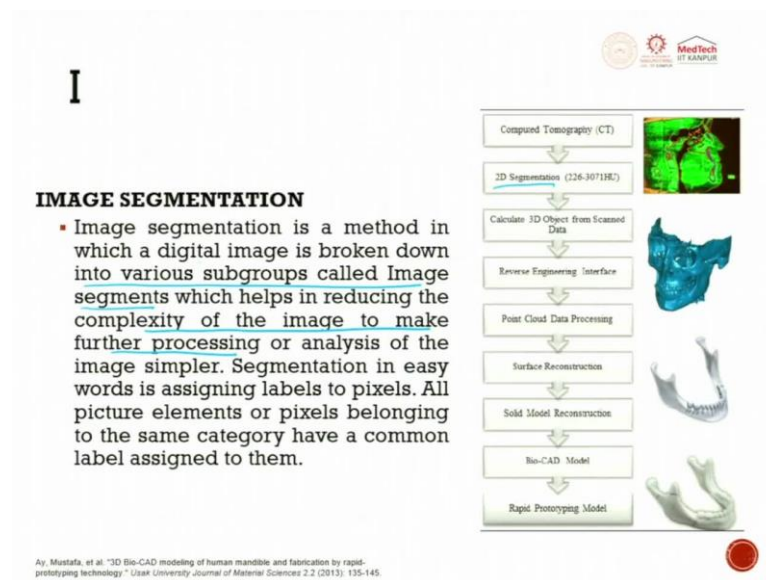 MedTech
IIT KANPUR
I
IMAGE SEGMENTATION
Image segmentation is a method in
which a digital image is broken down
into various subgroups called Image
segments which helps in reducing the
complexity of the image to make
further processing or analysis of the
image simpler. Segmentation in easy
words is assigning labels to pixels. All
picture elements or pixels belonging
to the same category have a common
label assigned to them.
Computed Tomography (CT)
2D Segmentation (226-3071HU)
Calculate 3D Object from Scanned
Data
Reverse Engineering Interface
Point Cloud Data Processing
Surface Reconstruction
Solid Model Reconstruction
Bio-CAD Model
Rapid Prototyping Model
Ay, Mustafa, et al. "3D Bio-CAD modeling of human mandible and fabrication by rapid-
prototyping technology." Usak University Journal of Material Sciences 2.2 (2013): 135-145.